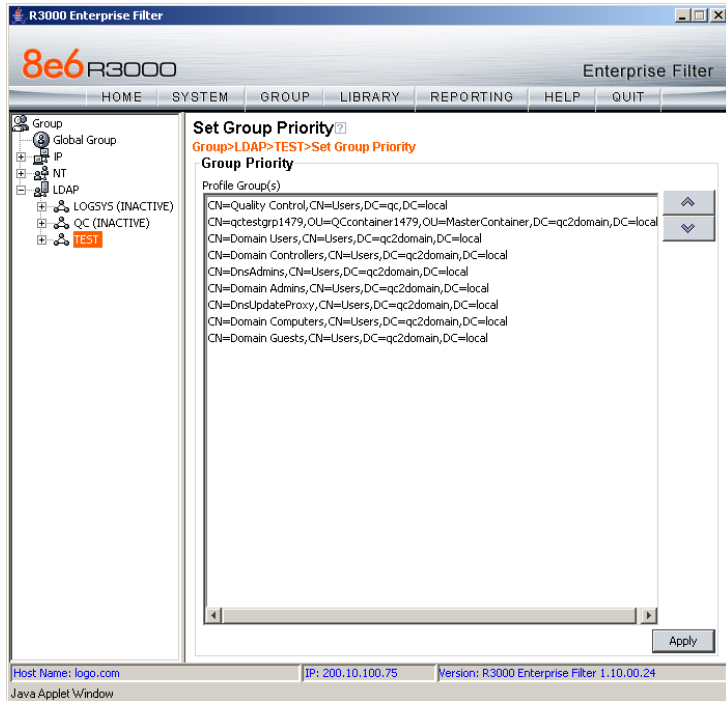 R3000 Enterprise Filter
8e6 R3000
Enterprise Filter
HOME SYSTEM GROUP LIBRARY REPORTING HELP QUIT
Group
Global Group
IP
NT
LDAP
LOGSYS (INACTIVE)
QC (INACTIVE)
TEST
Set Group Priority?
Group>LDAP>TEST>Set Group Priority
Group Priority
Profile Group(s)
CN=Quality Control,CN=Users,DC=qc,DC=local
CN=qctestgrp1479,OU=QCcontainer1479,OU=MasterContainer,DC=qc2domain,DC=local
CN=Domain Users,CN=Users,DC=qc2domain,DC=local
CN=Domain Controllers,CN=Users,DC=qc2domain,DC=local
CN=DnsAdmins,CN=Users,DC=qc2domain,DC=local
CN=Domain Admins,CN=Users,DC=qc2domain,DC=local
CN=DnsUpdateProxy,CN=Users,DC=qc2domain,DC=local
CN=Domain Computers,CN=Users,DC=qc2domain,DC=local
CN=Domain Guests,CN=Users,DC=qc2domain,DC=local
Apply
Host Name: logo.com
IP: 200.10.100.75
Version: R3000 Enterprise Filter 1.10.00.24
Java Applet Window